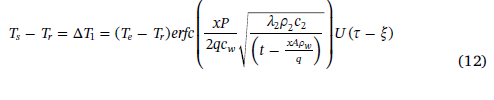 T_s − T_r = ΔT_1 = (T_e − T_r)erfc( xP / 2qc_w √( λ_2ρ_2c_2 / (t − xAρ_w / q) ) ) U(τ − ξ)
(12)